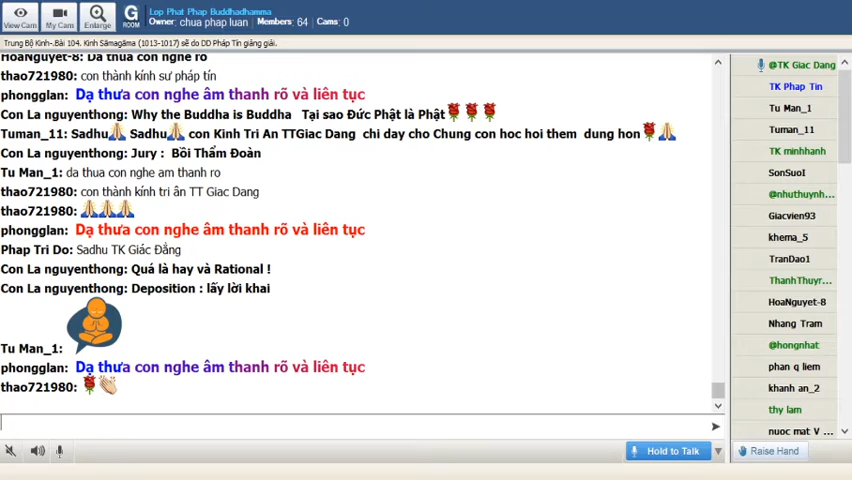 View Cam
My Cam
Enlarge
G
ROOM
Lop Phat Phap Buddhadhamma
Owner: chua phap luan Members: 64 Cams: 0
Trung Bộ Kinh-.Bài 104. Kinh Sāmagāma (1013-1017) sẽ do DD Pháp Tín giảng giải.
HoaNguyet-8: Da thua con nghe ro
thao721980: con thành kính sư pháp tín
phongglan: Dạ thưa con nghe âm thanh rõ và liên tục
Con La nguyenthong: Why the Buddha is Buddha Tại sao Đức Phật là Phật
Tuman_11: Sadhu Sadhu con Kinh Tri An TTGiac Dang chi day cho Chung con hoc hoi them dung hon
Con La nguyenthong: Jury : Bồi Thẩm Đoàn
Tu Man_1: da thua con nghe am thanh ro
thao721980: con thành kính tri ân TT Giac Dang
thao721980:
phongglan: Dạ thưa con nghe âm thanh rõ và liên tục
Phap Tri Do: Sadhu TK Giác Đẳng
Con La nguyenthong: Quá là hay và Rational !
Con La nguyenthong: Deposition : lấy lời khai
Tu Man_1:
phongglan: Dạ thưa con nghe âm thanh rõ và liên tục
thao721980:
@TK Giac Dang
TK Phap Tin
Tu Man_1
Tuman_11
TK minhhanh
SonSuoI
@nhuthuynh...
Giacvien93
khema_5
TranDao1
ThanhThuyr...
HoaNguyet-8
Nhang Tram
@hongnhat
phan q liem
khanh an_2
thy lam
nuoc mat V ...
Hold to Talk
Raise Hand